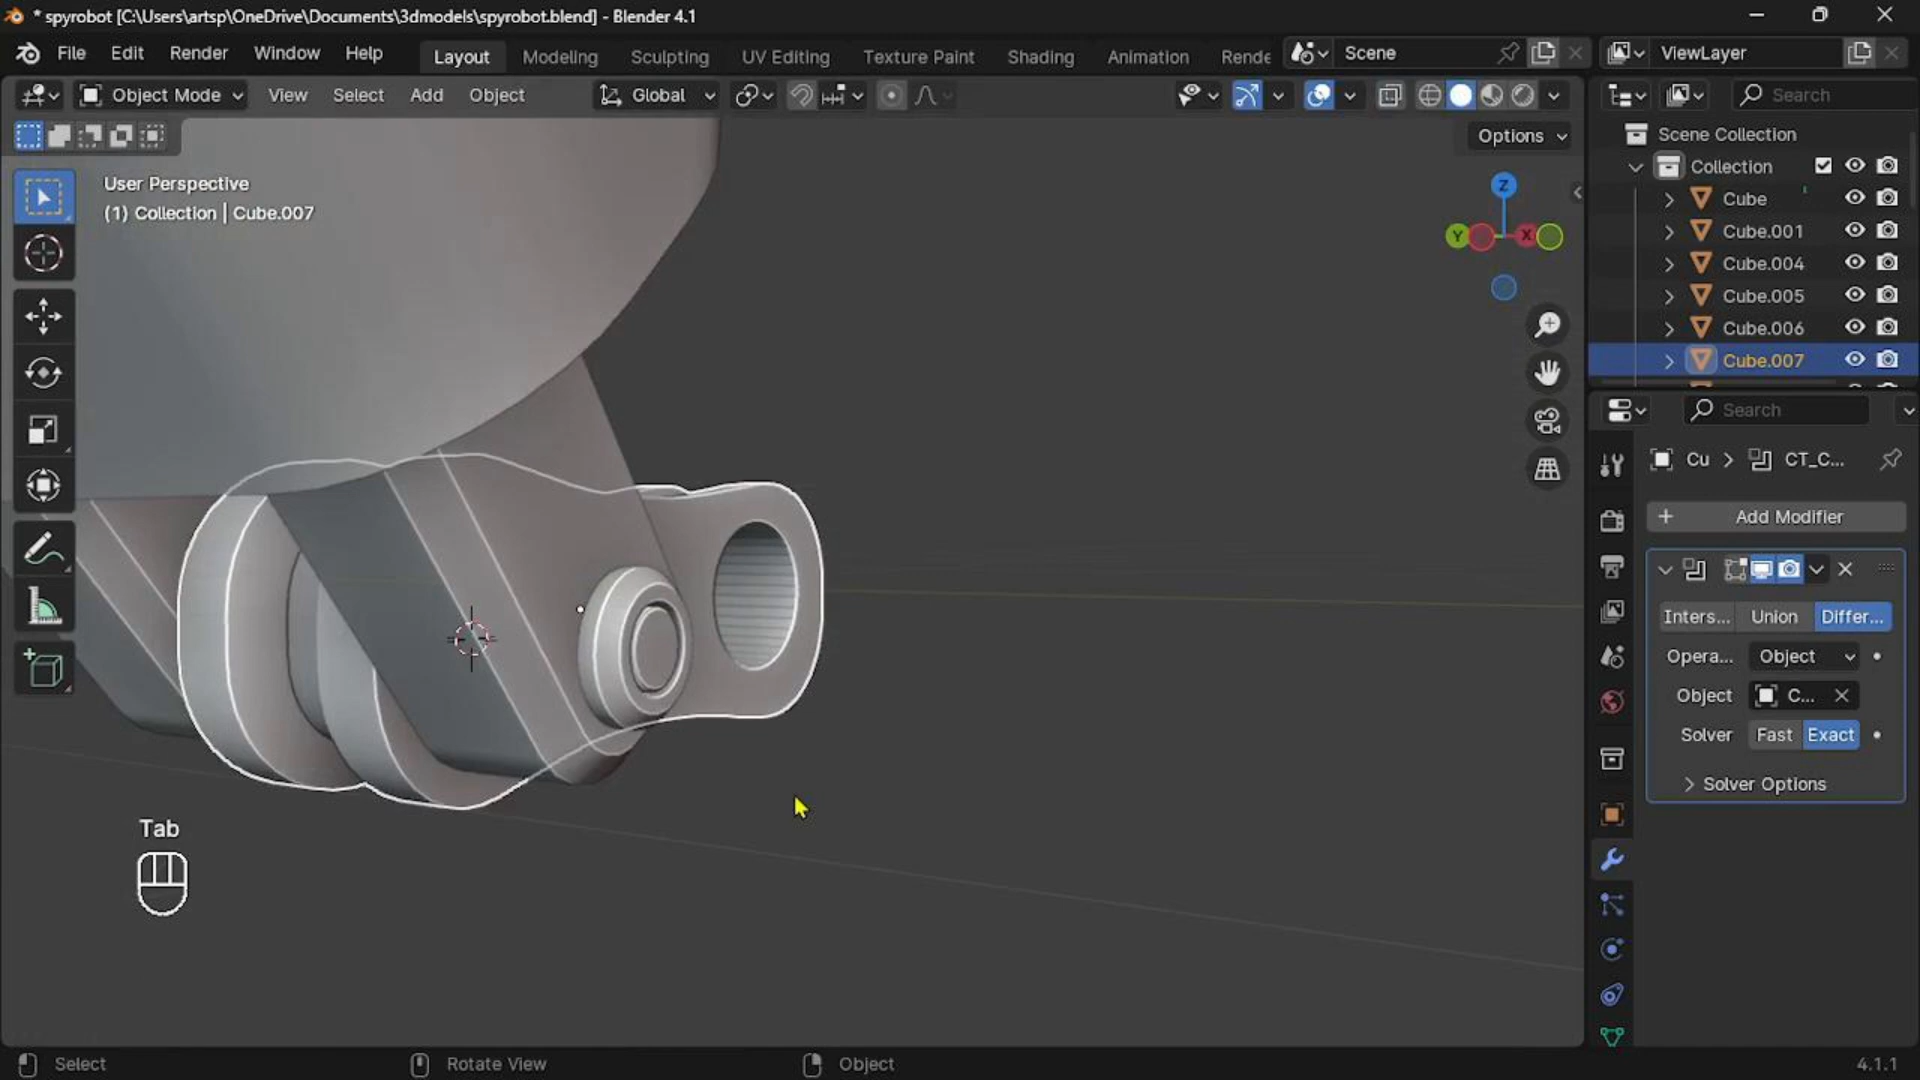 * spyrobot [C:\Users\artsp\OneDrive\Documents\3dmodels\spyrobot.blend] - Blender 4.1
File Edit Render Window Help Layout Modeling Sculpting UV Editing Texture Paint Shading Animation Rende Scene ViewLayer
Object Mode View Select Add Object Global Search
Options
User Perspective
(1) Collection | Cube.007
Z
Y X
Scene Collection
Collection
Cube
Cube.001
Cube.004
Cube.005
Cube.006
Cube.007
Search
Cu > CT_C...
+ Add Modifier
Inters... Union Differ...
Opera... Object
Object C...
Solver Fast Exact
Solver Options
Tab
Select Rotate View Object 4.1.1